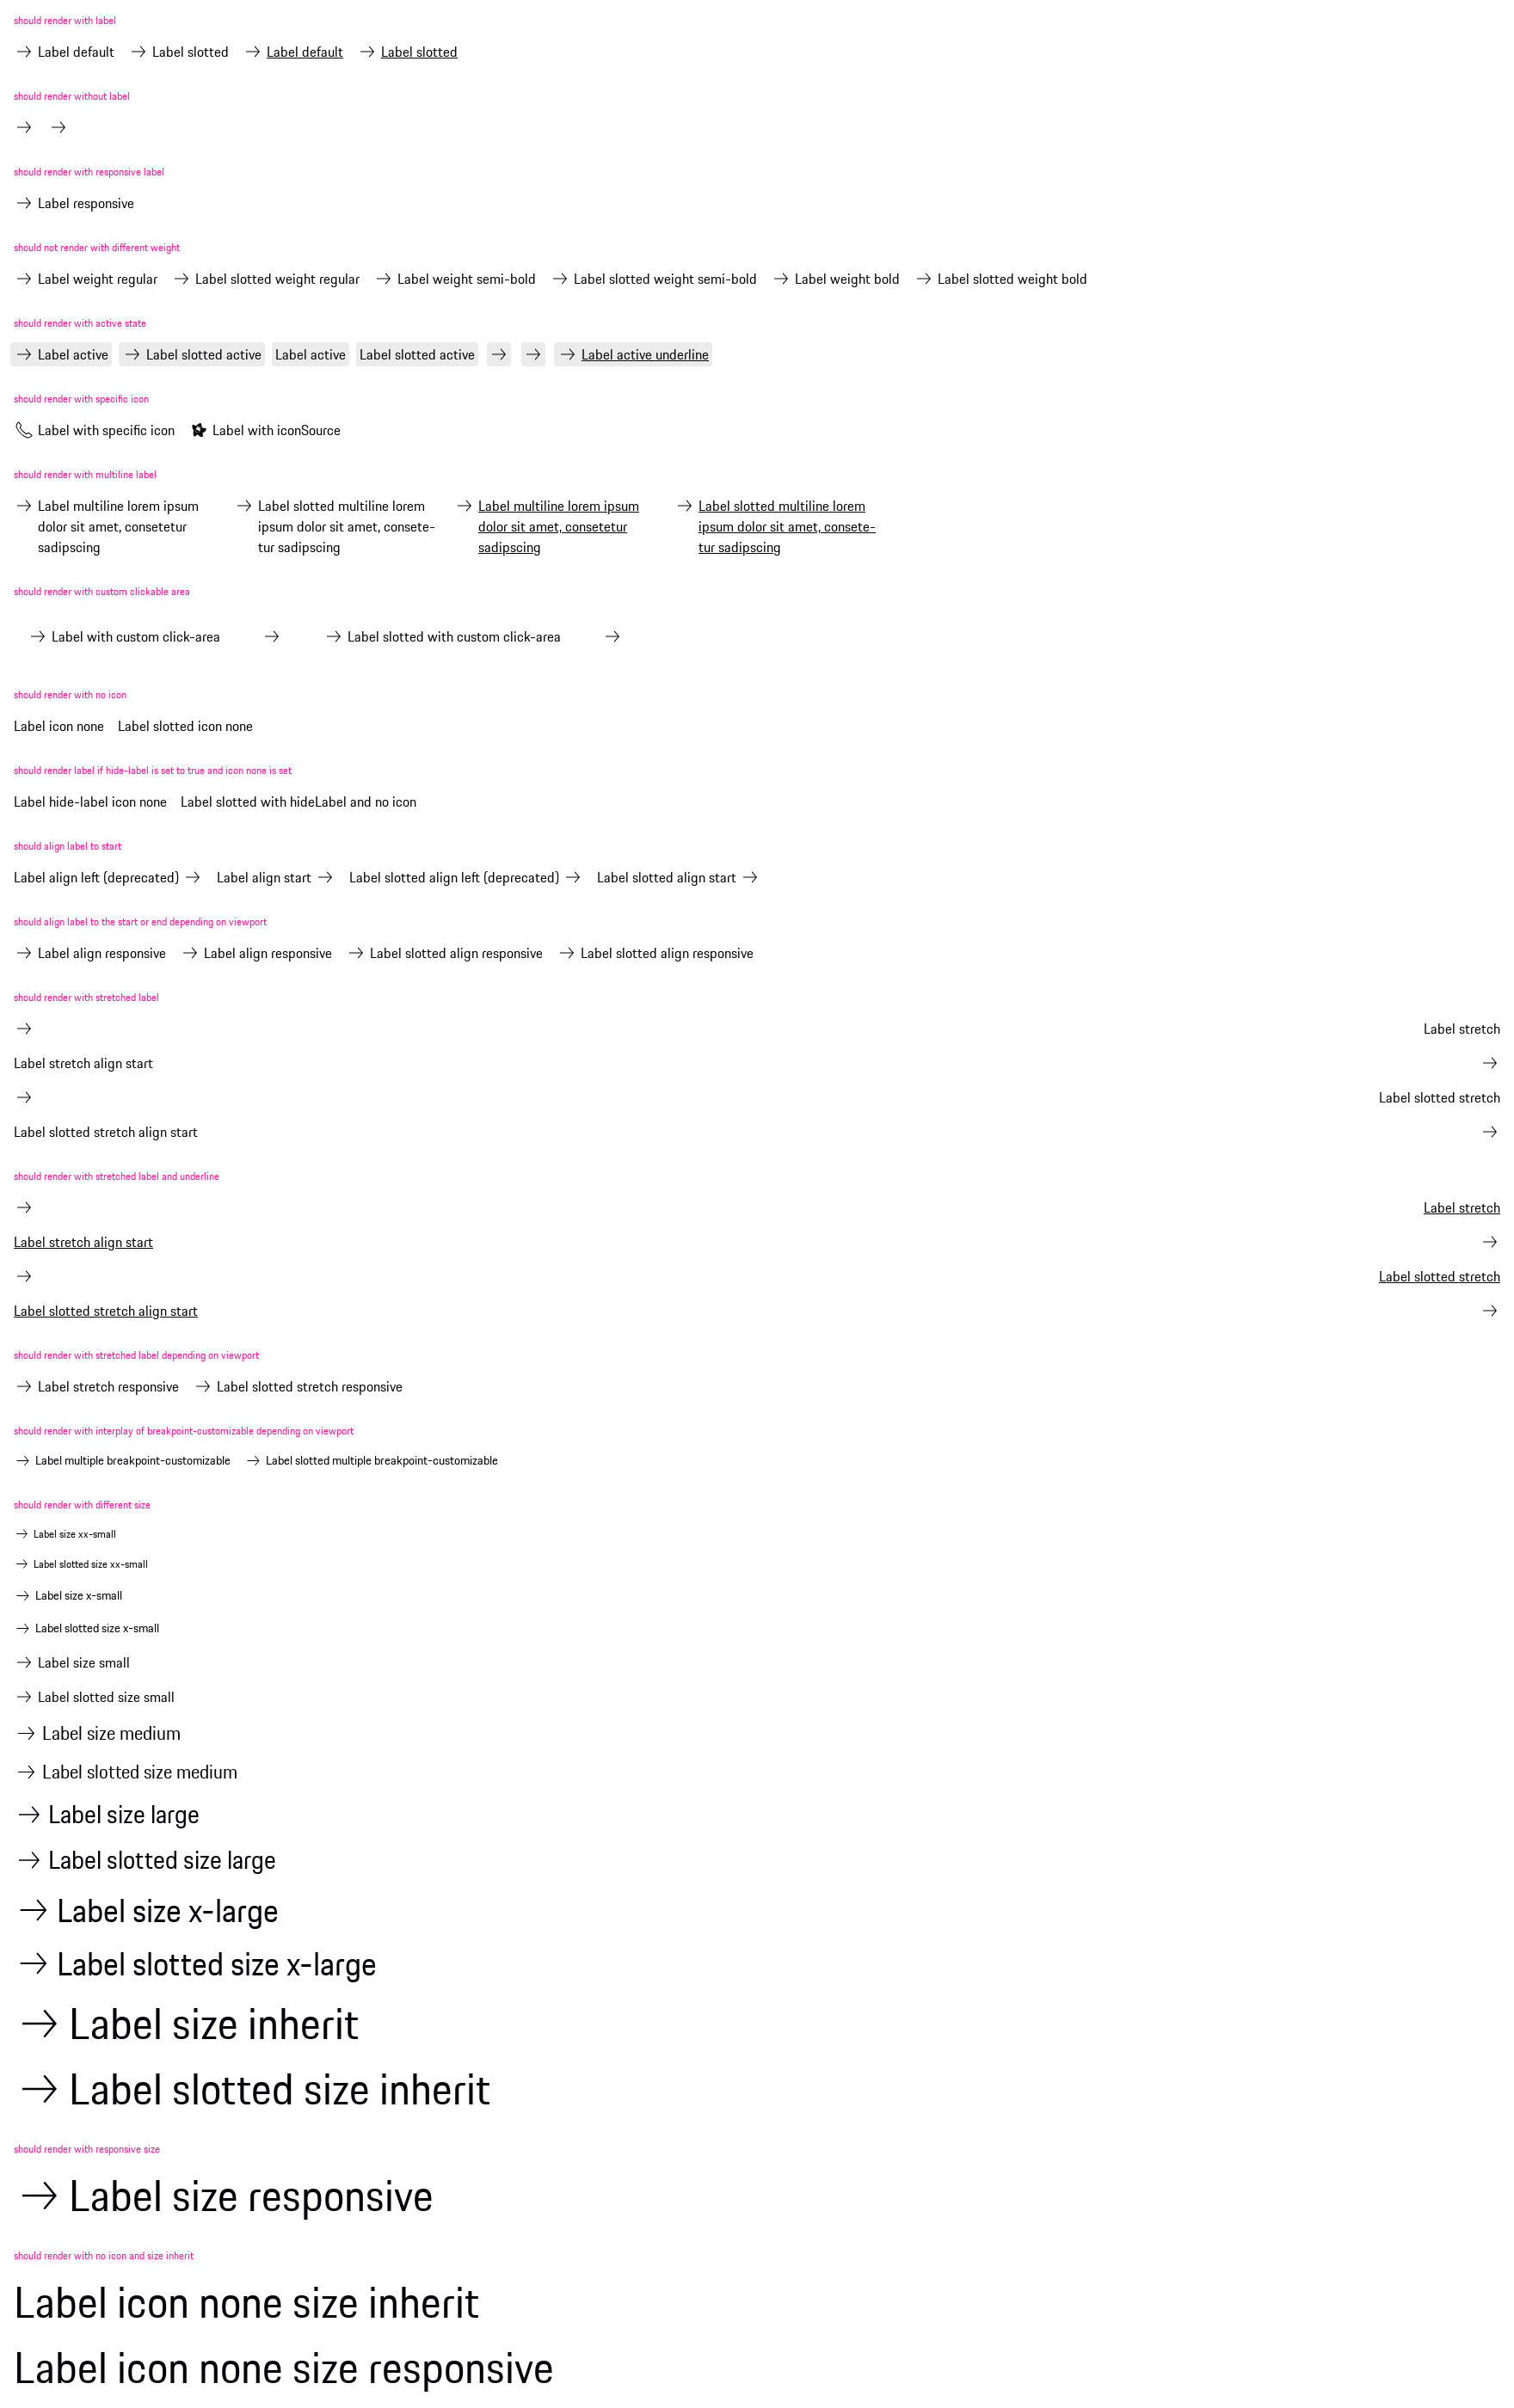 should render with label
Label default Label slotted Label default Label slotted
should render without label
should render with responsive label
Label responsive
should not render with different weight
Label weight regular Label slotted weight regular Label weight semi-bold Label slotted weight semi-bold Label weight bold Label slotted weight bold
should render with active state
Label active Label slotted active Label active Label slotted active Label active underline
should render with specific icon
Label with specific icon Label with iconSource
should render with multiline label
Label multiline lorem ipsum
dolor sit amet, consetetur
sadipscing
Label slotted multiline lorem
ipsum dolor sit amet, consete-
tur sadipscing
Label multiline lorem ipsum
dolor sit amet, consetetur
sadipscing
Label slotted multiline lorem
ipsum dolor sit amet, consete-
tur sadipscing
should render with custom clickable area
Label with custom click-area Label slotted with custom click-area
should render with no icon
Label icon none Label slotted icon none
should render label if hide-label is set to true and icon none is set
Label hide-label icon none Label slotted with hideLabel and no icon
should align label to start
Label align left (deprecated) Label align start Label slotted align left (deprecated) Label slotted align start
should align label to the start or end depending on viewport
Label align responsive Label align responsive Label slotted align responsive Label slotted align responsive
should render with stretched label
Label stretch
Label stretch align start
Label slotted stretch
Label slotted stretch align start
should render with stretched label and underline
Label stretch
Label stretch align start
Label slotted stretch
Label slotted stretch align start
should render with stretched label depending on viewport
Label stretch responsive Label slotted stretch responsive
should render with interplay of breakpoint-customizable depending on viewport
Label multiple breakpoint-customizable Label slotted multiple breakpoint-customizable
should render with different size
Label size xx-small
Label slotted size xx-small
Label size x-small
Label slotted size x-small
Label size small
Label slotted size small
Label size medium
Label slotted size medium
Label size large
Label slotted size large
Label size x-large
Label slotted size x-large
Label size inherit
Label slotted size inherit
should render with responsive size
Label size responsive
should render with no icon and size inherit
Label icon none size inherit
Label icon none size responsive